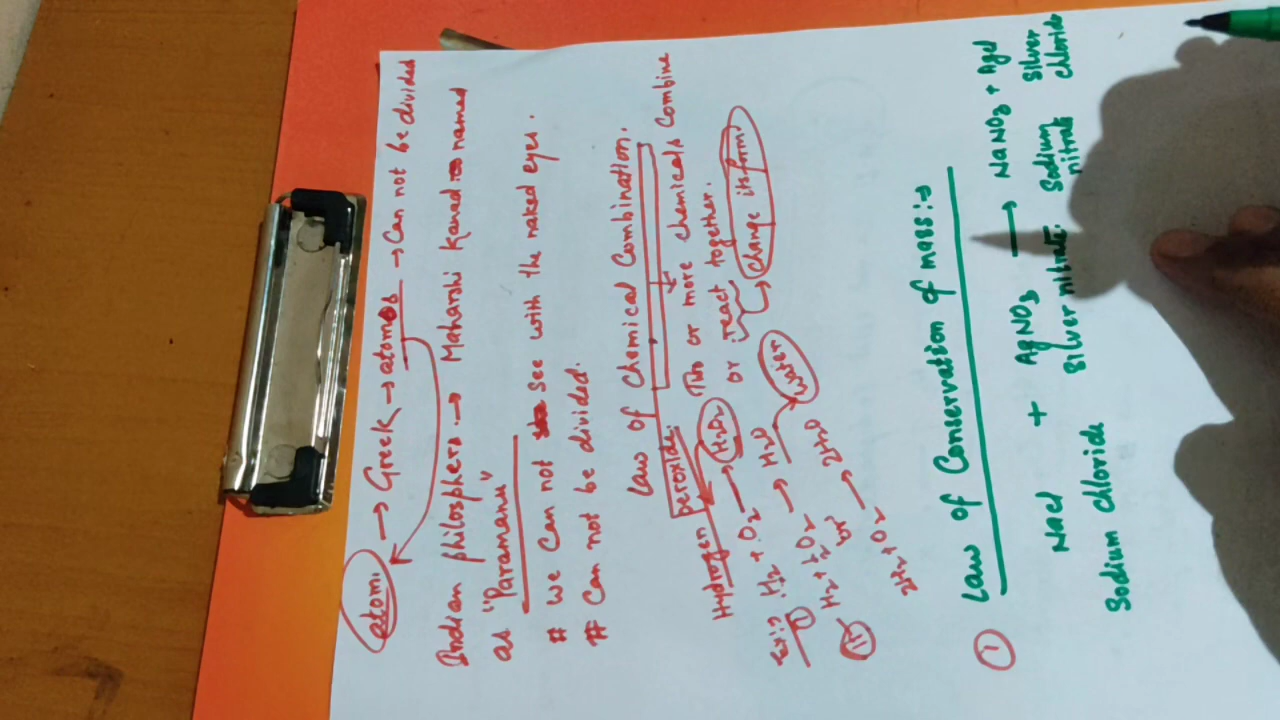 atom: → Greek → atomos → Can not be divided
Indian philosphers → Maharshi Kanad named
as "Paramanu"
# we can not see with the naked eyes.
# Can not be divided.
Law of Chemical Combination.
Two or more chemicals combine
or react together.
change its form
Hydrogen peroxide.
Ex:→ ① H₂ + O₂ → H₂O₂
② H₂ + ½O₂ → H₂O → water
or
2H₂ + O₂ → 2H₂O
① Law of Conservation of mass:→
Nacl + AgNO₃ → NaNO₃ + Agcl
Sodium chloride Silver nitrate. Sodium nitrate Silver chloride